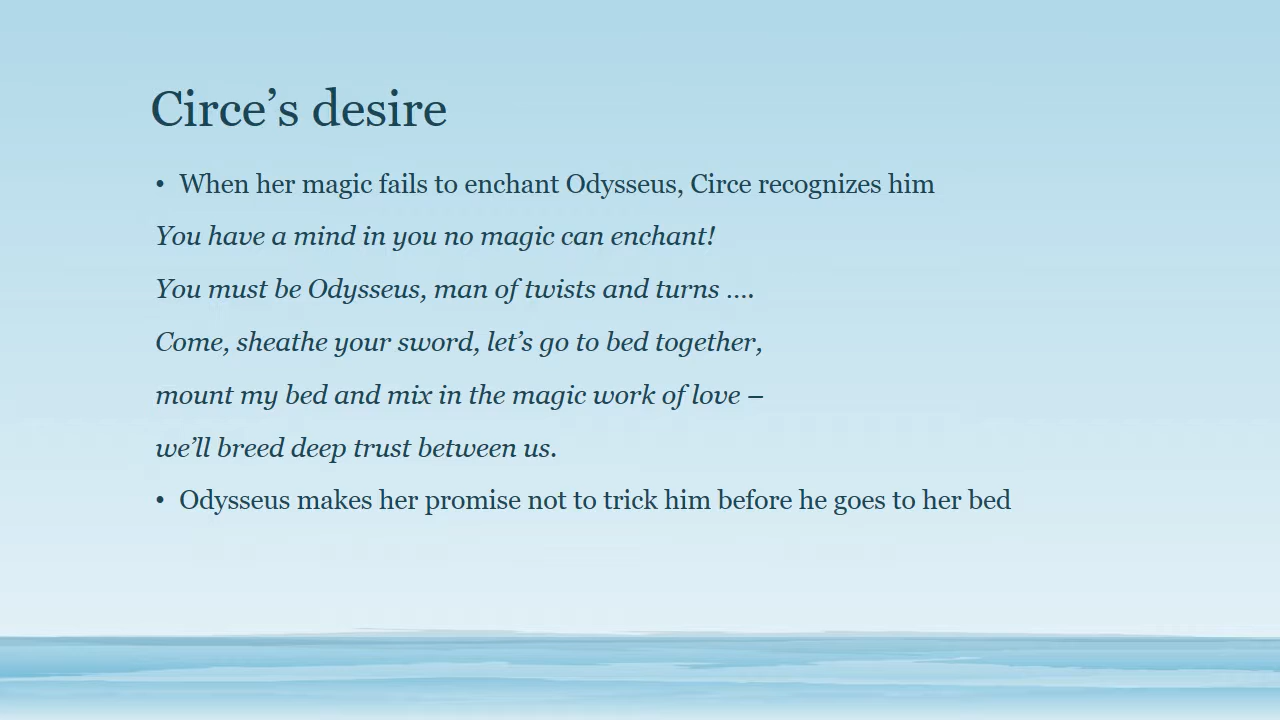 Circe’s desire
• When her magic fails to enchant Odysseus, Circe recognizes him
You have a mind in you no magic can enchant!
You must be Odysseus, man of twists and turns ….
Come, sheathe your sword, let’s go to bed together,
mount my bed and mix in the magic work of love –
we’ll breed deep trust between us.
• Odysseus makes her promise not to trick him before he goes to her bed